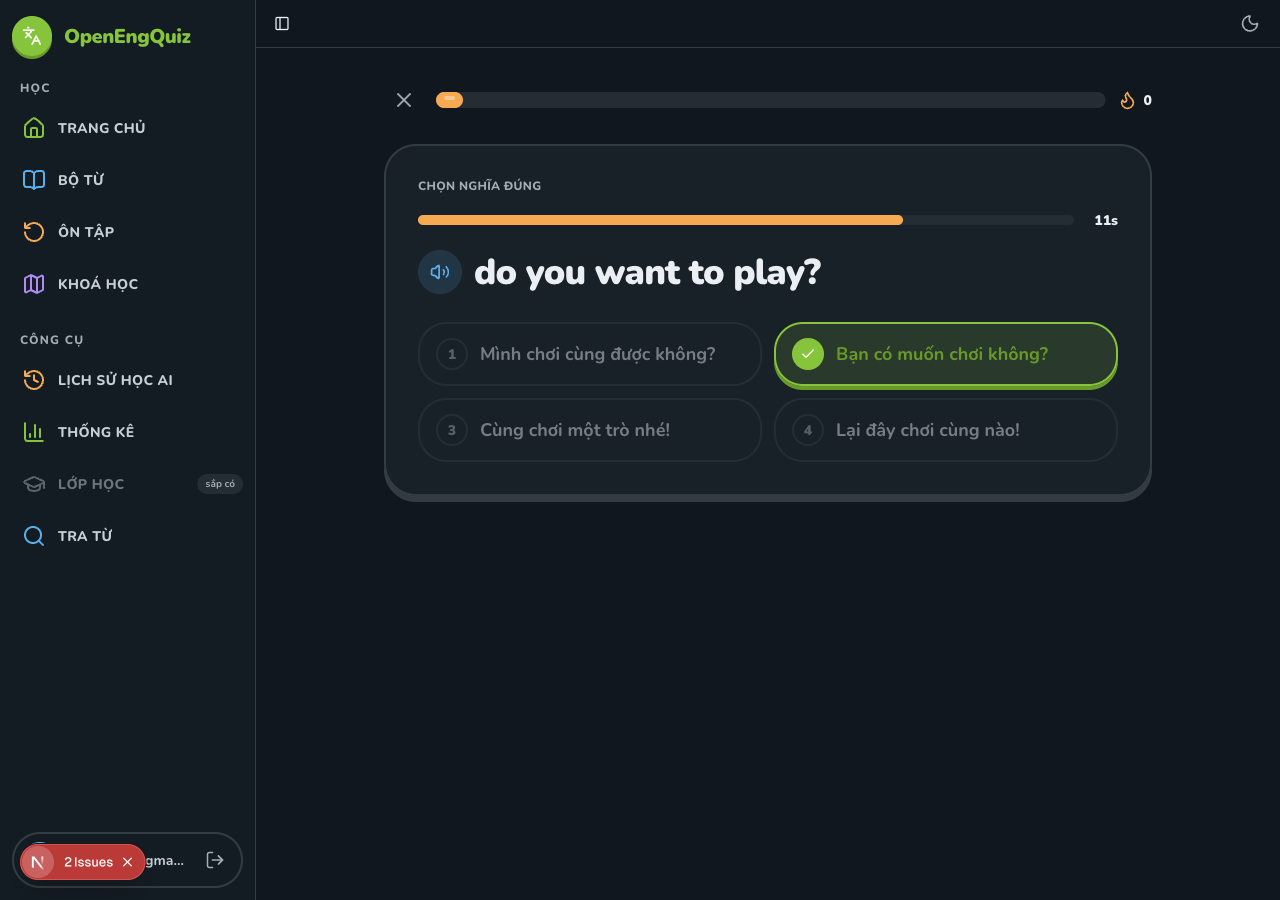 OpenEngQuiz
HỌC
TRANG CHỦ
BỘ TỪ
ÔN TẬP
KHOÁ HỌC
CÔNG CỤ
LỊCH SỬ HỌC AI
THỐNG KÊ
LỚP HỌC
sắp có
TRA TỪ
2 Issues
gma...
0
CHỌN NGHĨA ĐÚNG
11s
do you want to play?
1 Mình chơi cùng được không?
Bạn có muốn chơi không?
3 Cùng chơi một trò nhé!
4 Lại đây chơi cùng nào!